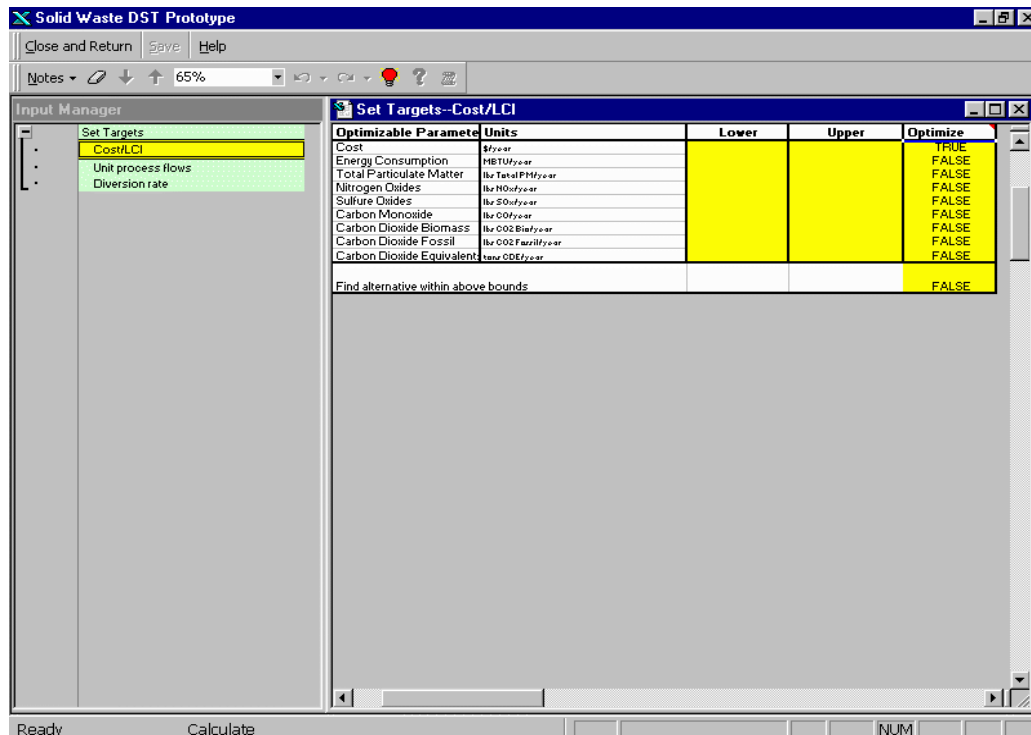 Solid Waste DST Prototype
Close and Return Save Help
Notes 65%
Input Manager
Set Targets
Cost/LCI
Unit process flows
Diversion rate
Set Targets--Cost/LCI
Optimizable Paramete Units Lower Upper Optimize
Cost $/year TRUE
Energy Consumption MBTU/year FALSE
Total Particulate Matter lbs Total PM/year FALSE
Nitrogen Oxides lbs NOx/year FALSE
Sulfure Oxides lbs SOx/year FALSE
Carbon Monoxide lbs CO/year FALSE
Carbon Dioxide Biomass lbs CO2 Bio/year FALSE
Carbon Dioxide Fossil lbs CO2 Fossil/year FALSE
Carbon Dioxide Equivalent tons CDE/year FALSE
Find alternative within above bounds FALSE
Ready Calculate NUM